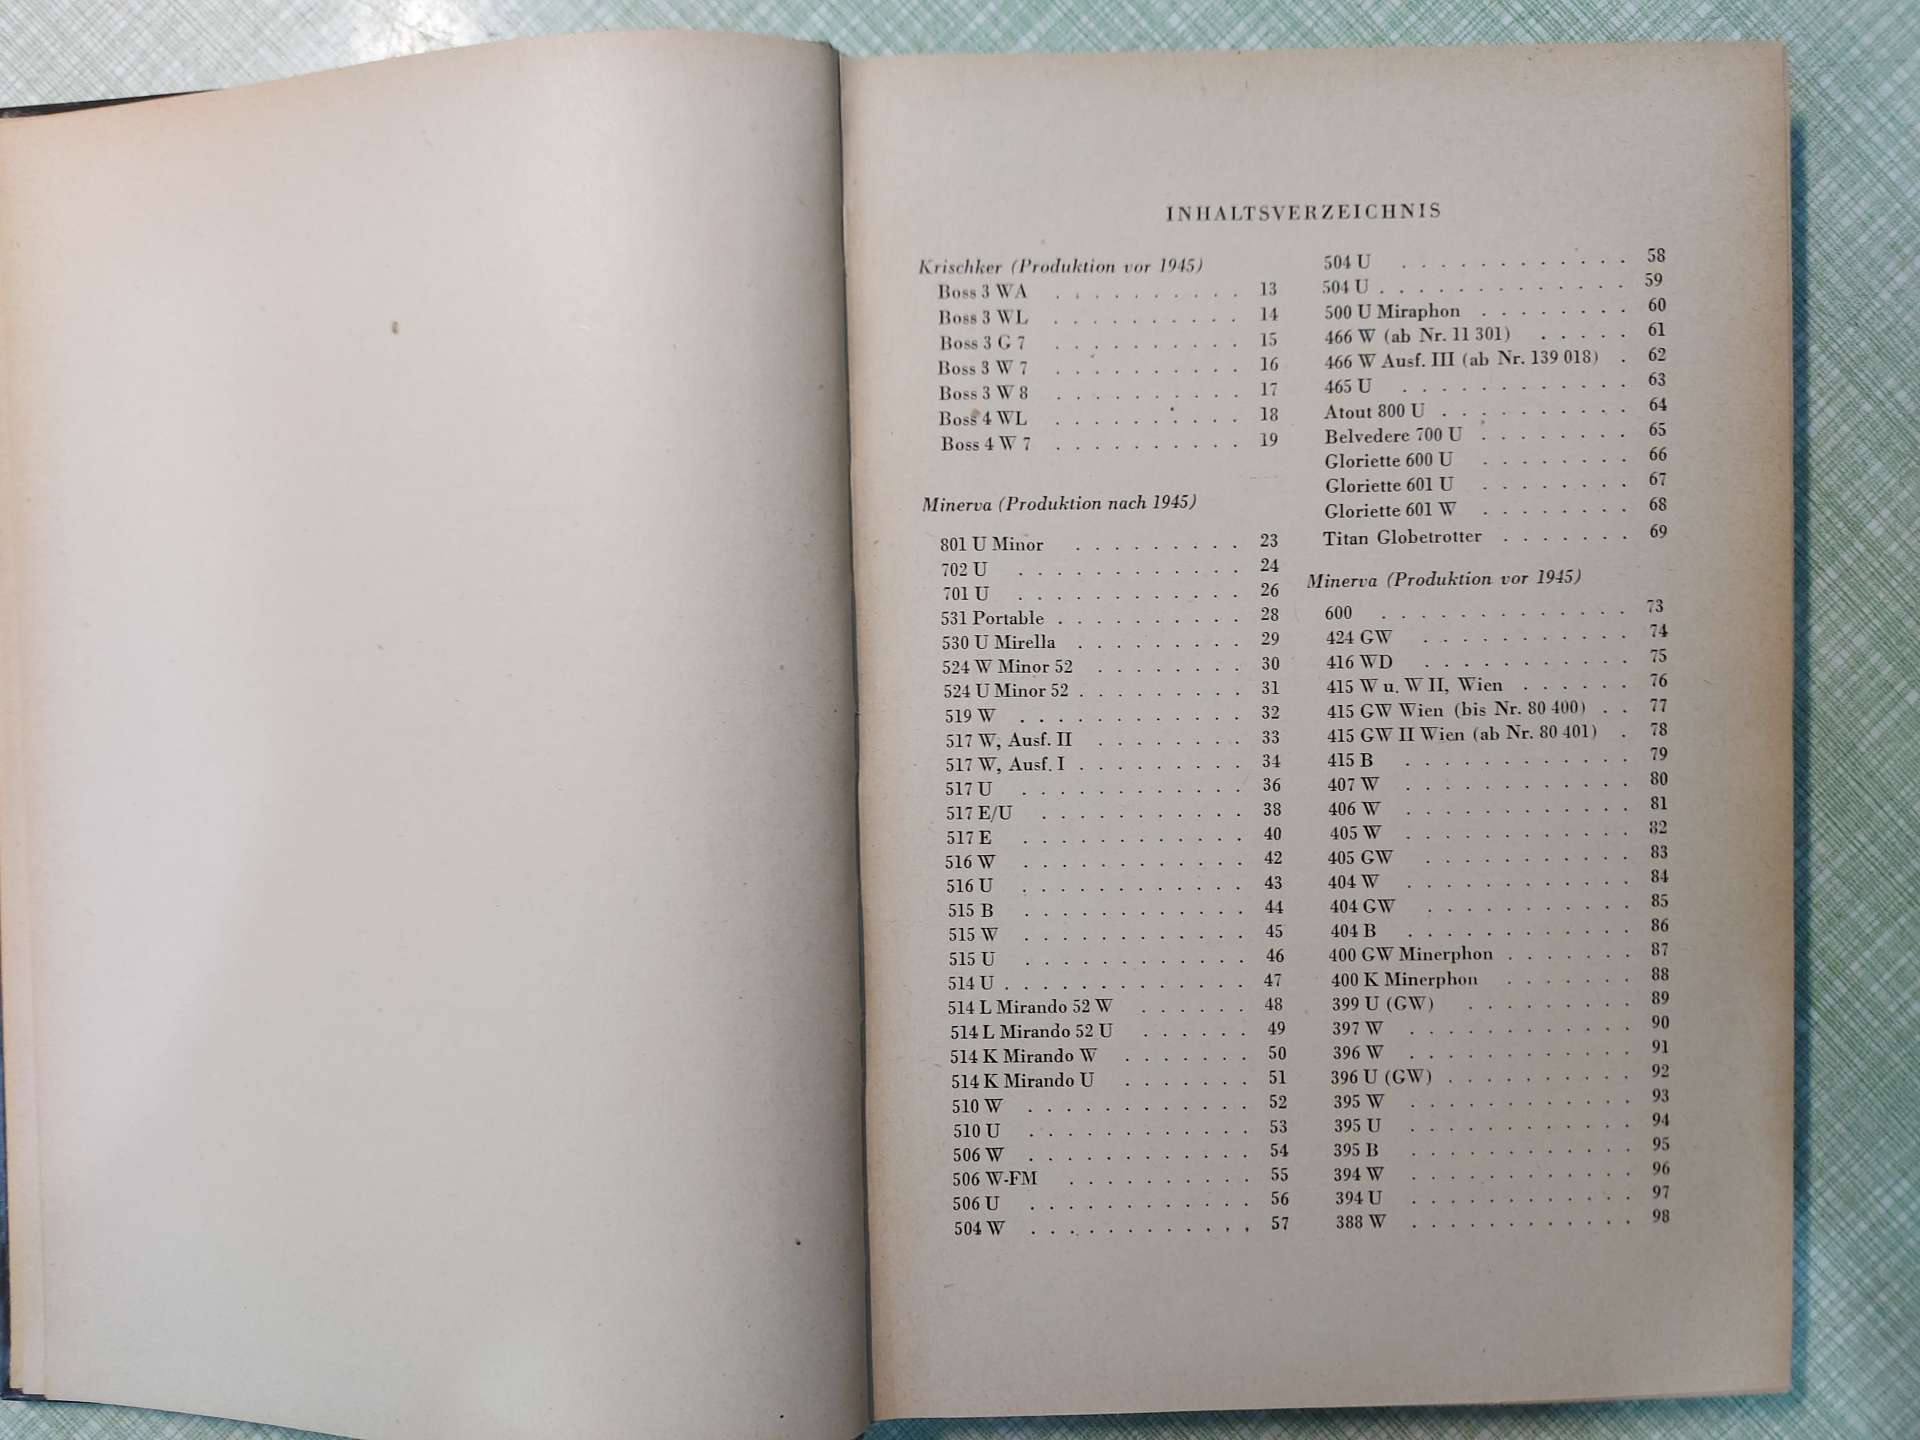 INHALTSVERZEICHNIS
Krischker (Produktion vor 1945)
Boss 3 WA . . . . . . . . . . 13
Boss 3 WL . . . . . . . . . . 14
Boss 3 G 7 . . . . . . . . . . 15
Boss 3 W 7 . . . . . . . . . . 16
Boss 3 W 8 . . . . . . . . . . 17
Boss 4 WL . . . . . . . . . . 18
Boss 4 W 7 . . . . . . . . . . 19
Minerva (Produktion nach 1945)
801 U Minor . . . . . . . . . 23
702 U . . . . . . . . . . . . 24
701 U . . . . . . . . . . . . 26
531 Portable . . . . . . . . . . 28
530 U Mirella . . . . . . . . . 29
524 W Minor 52 . . . . . . . . 30
524 U Minor 52 . . . . . . . . . 31
519 W . . . . . . . . . . . . 32
517 W, Ausf. II . . . . . . . . 33
517 W, Ausf. I . . . . . . . . . 34
517 U . . . . . . . . . . . . 36
517 E/U . . . . . . . . . . . 38
517 E . . . . . . . . . . . . 40
516 W . . . . . . . . . . . . 42
516 U . . . . . . . . . . . . 43
515 B . . . . . . . . . . . . 44
515 W . . . . . . . . . . . . 45
515 U . . . . . . . . . . . . 46
514 U . . . . . . . . . . . . . 47
514 L Mirando 52 W . . . . . . 48
514 L Mirando 52 U . . . . . . 49
514 K Mirando W . . . . . . . 50
514 K Mirando U . . . . . . . 51
510 W . . . . . . . . . . . . 52
510 U . . . . . . . . . . . . 53
506 W . . . . . . . . . . . . 54
506 W-FM . . . . . . . . . . 55
506 U . . . . . . . . . . . . 56
504 W . . . . . . . . . . . . 57
504 U . . . . . . . . . . . . 58
504 U . . . . . . . . . . . . . 59
500 U Miraphon . . . . . . . . 60
466 W (ab Nr. 11 301) . . . . . 61
466 W Ausf. III (ab Nr. 139 018) . 62
465 U . . . . . . . . . . . . 63
Atout 800 U . . . . . . . . . . 64
Belvedere 700 U . . . . . . . . 65
Gloriette 600 U . . . . . . . . 66
Gloriette 601 U . . . . . . . . 67
Gloriette 601 W . . . . . . . . 68
Titan Globetrotter . . . . . . . 69
Minerva (Produktion vor 1945)
600 . . . . . . . . . . . . . 73
424 GW . . . . . . . . . . . 74
416 WD . . . . . . . . . . . 75
415 W u. W II, Wien . . . . . . 76
415 GW Wien (bis Nr. 80 400) . . 77
415 GW II Wien (ab Nr. 80 401) . 78
415 B . . . . . . . . . . . . 79
407 W . . . . . . . . . . . . 80
406 W . . . . . . . . . . . . 81
405 W . . . . . . . . . . . . 82
405 GW . . . . . . . . . . . 83
404 W . . . . . . . . . . . . 84
404 GW . . . . . . . . . . . 85
404 B . . . . . . . . . . . . 86
400 GW Minerphon . . . . . . . 87
400 K Minerphon . . . . . . . 88
399 U (GW) . . . . . . . . . 89
397 W . . . . . . . . . . . . 90
396 W . . . . . . . . . . . . 91
396 U (GW) . . . . . . . . . . 92
395 W . . . . . . . . . . . . 93
395 U . . . . . . . . . . . . 94
395 B . . . . . . . . . . . . 95
394 W . . . . . . . . . . . . 96
394 U . . . . . . . . . . . . 97
388 W . . . . . . . . . . . . 98